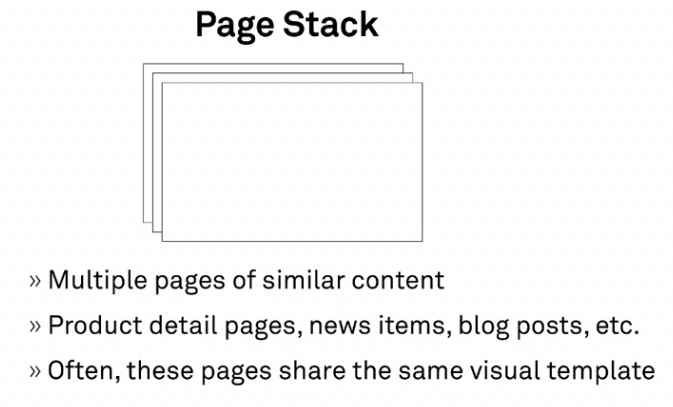 Page Stack
» Multiple pages of similar content
» Product detail pages, news items, blog posts, etc.
» Often, these pages share the same visual template